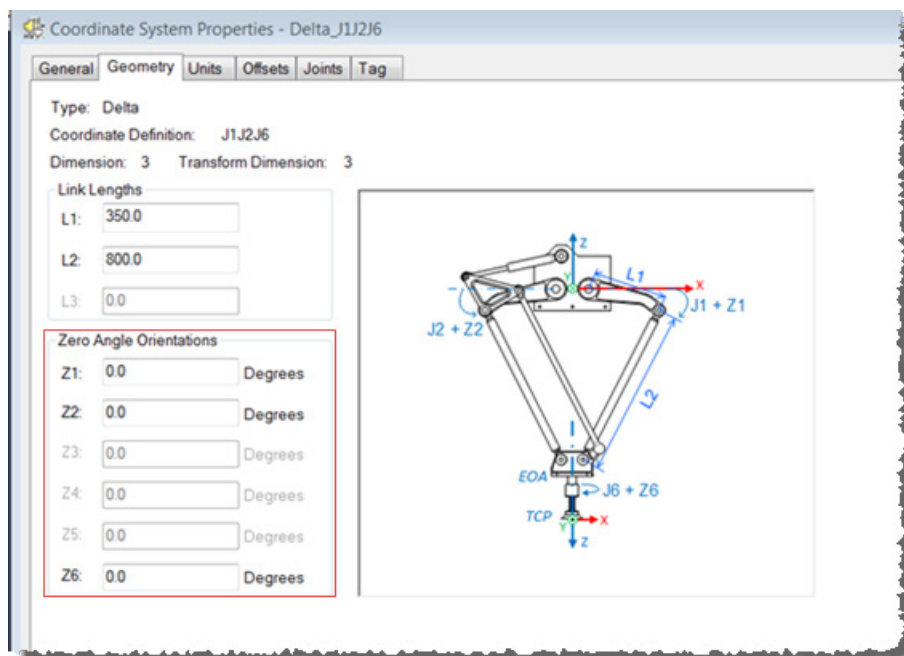 Coordinate System Properties - Delta_J1J2J6
General Geometry Units Offsets Joints Tag
Type: Delta
Coordinate Definition: J1J2J6
Dimension: 3 Transform Dimension: 3
Link Lengths
L1: 350.0
L2: 800.0
L3: 0.0
Zero Angle Orientations
Z1: 0.0 Degrees
Z2: 0.0 Degrees
Z3: 0.0 Degrees
Z4: 0.0 Degrees
Z5: 0.0 Degrees
Z6: 0.0 Degrees
Z
Y
L1
X
J1 + Z1
J2 + Z2
L2
EOA
J6 + Z6
TCP
Y
X
Z